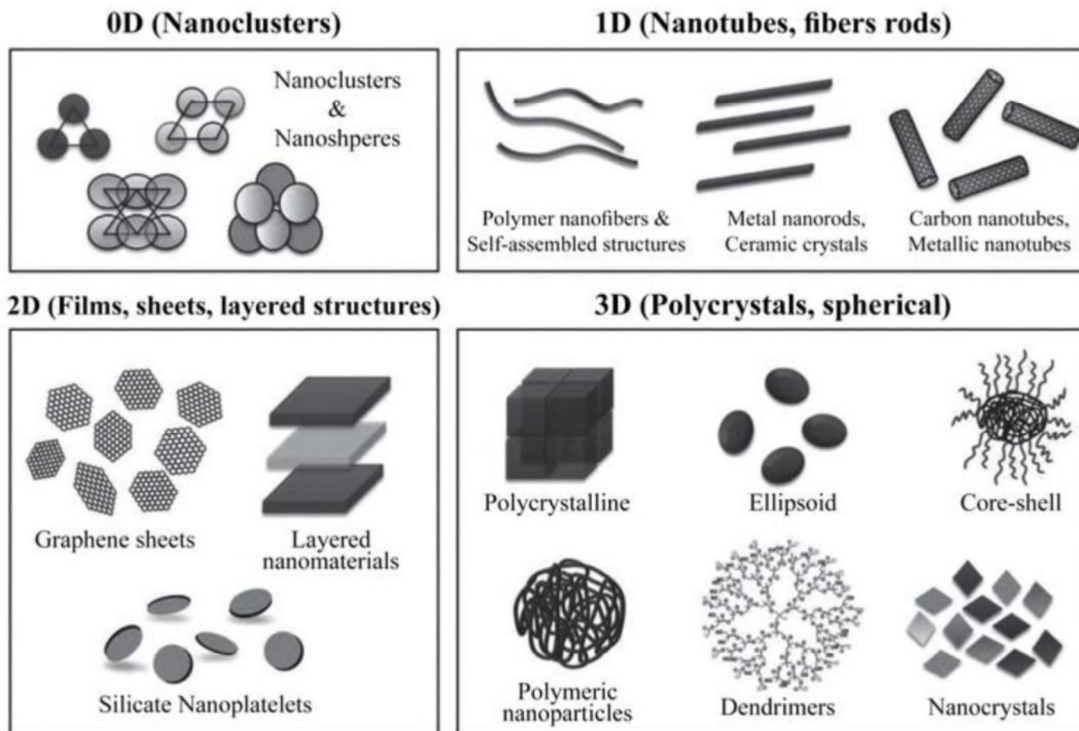 0D (Nanoclusters)
Nanoclusters
&
Nanoshperes
1D (Nanotubes, fibers rods)
Polymer nanofibers &
Self-assembled structures
Metal nanorods,
Ceramic crystals
Carbon nanotubes,
Metallic nanotubes
2D (Films, sheets, layered structures)
Graphene sheets
Layered
nanomaterials
Silicate Nanoplatelets
3D (Polycrystals, spherical)
Polycrystalline
Ellipsoid
Core-shell
Polymeric
nanoparticles
Dendrimers
Nanocrystals